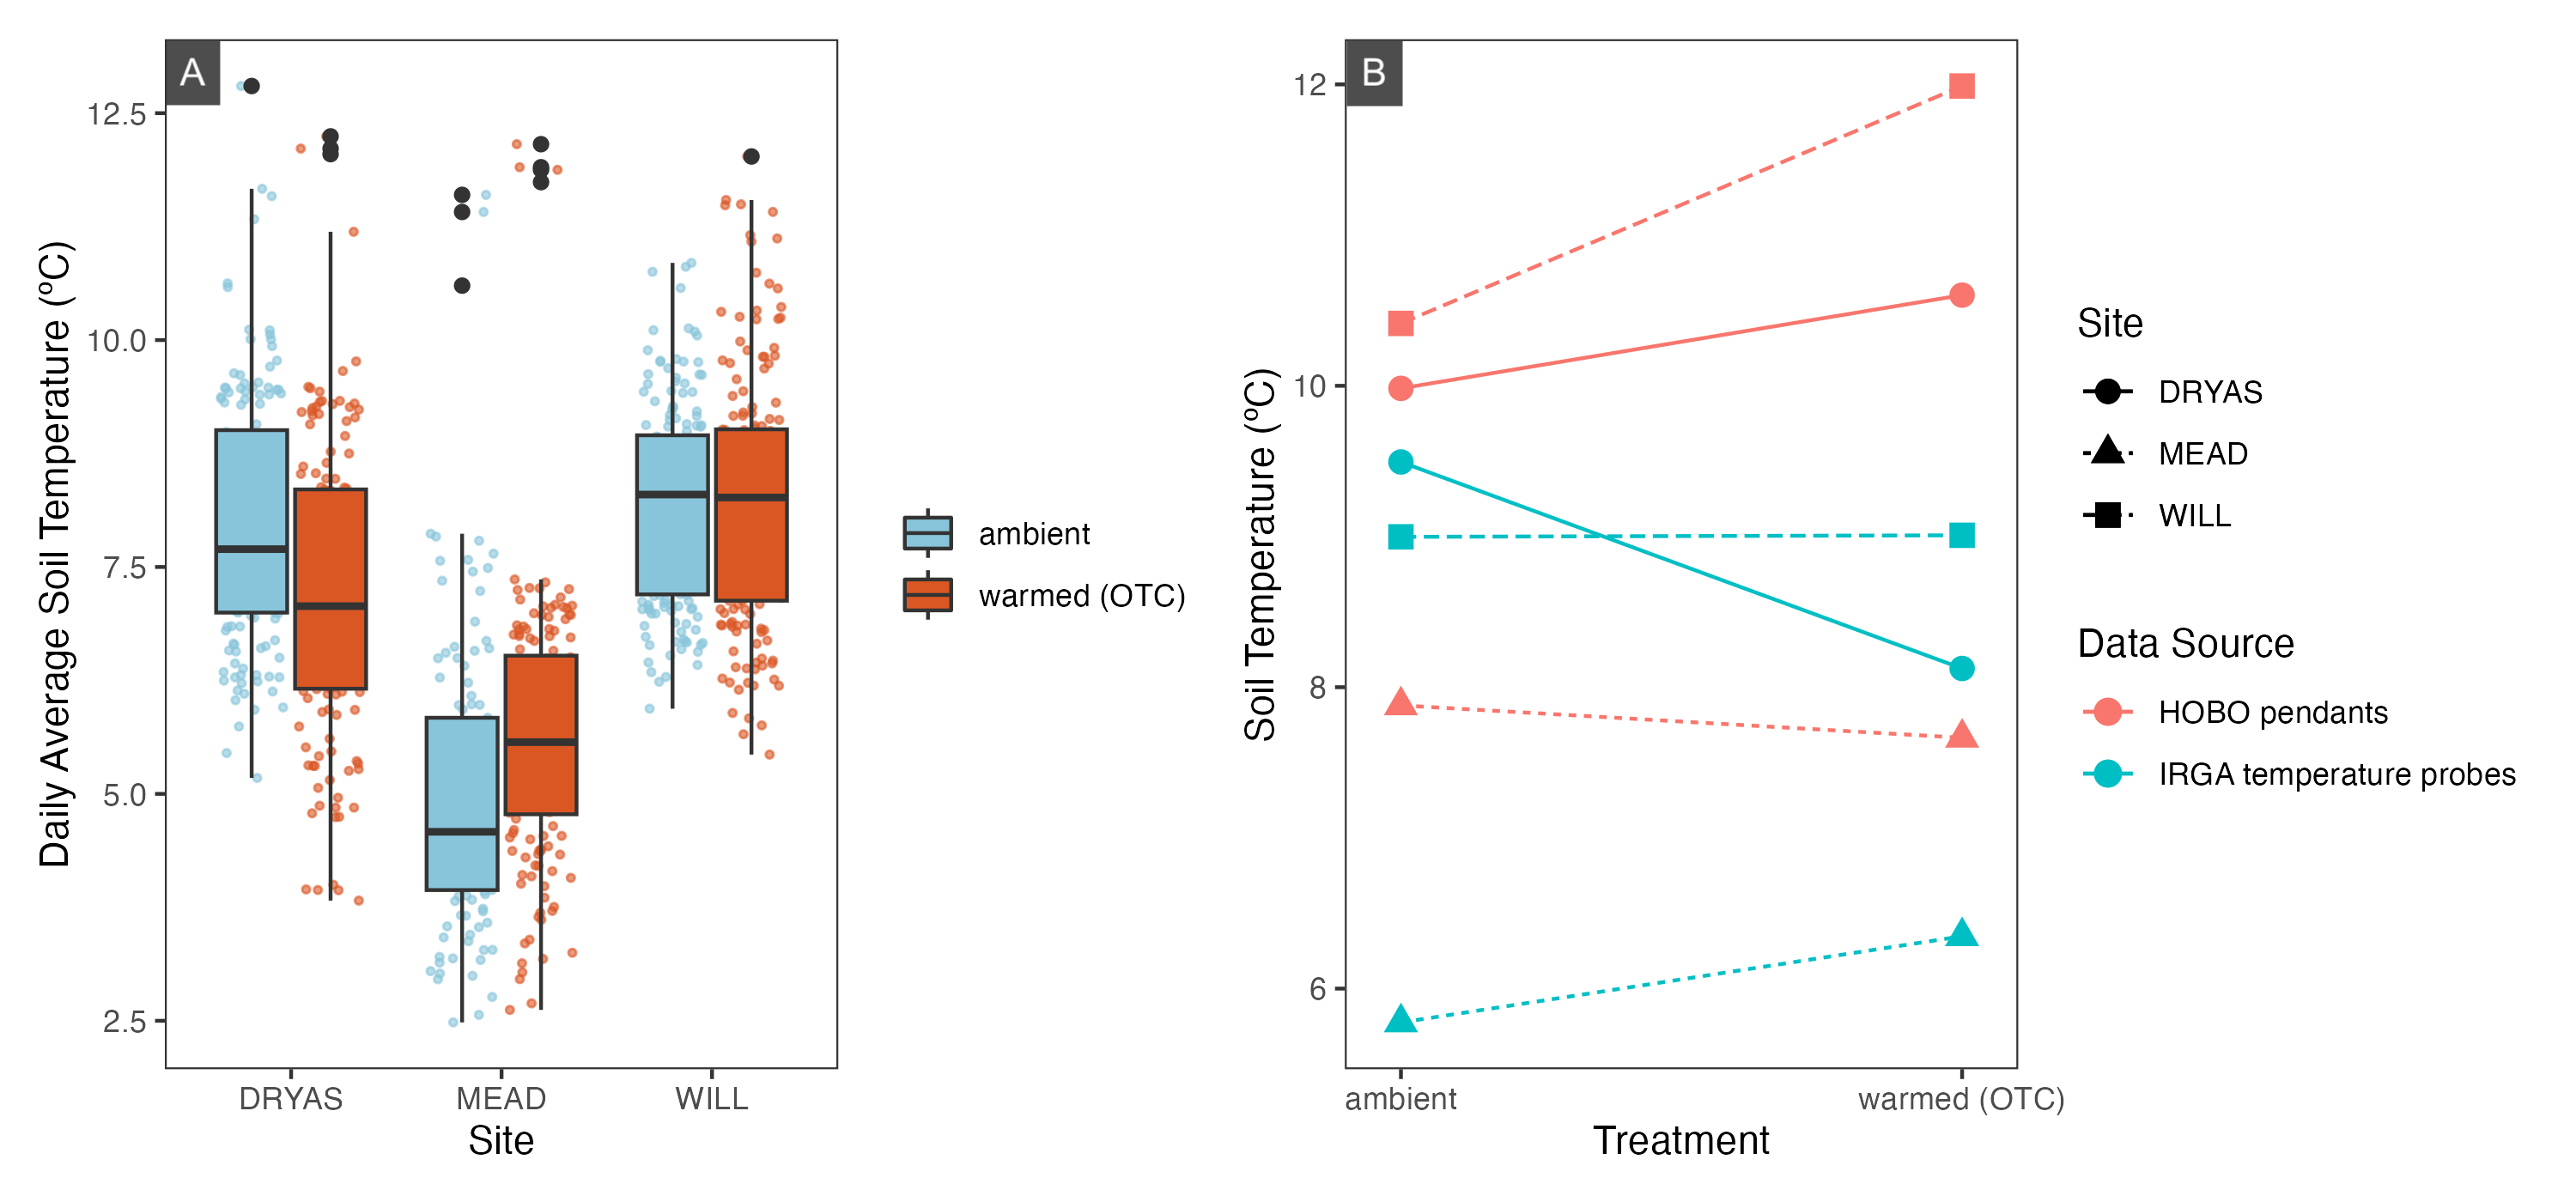 A
Daily Average Soil Temperature (ºC)
12.5
10.0
7.5
5.0
2.5
DRYAS
MEAD
WILL
Site
ambient
warmed (OTC)
B
Soil Temperature (ºC)
12
10
8
6
ambient
warmed (OTC)
Treatment
Site
DRYAS
MEAD
WILL
Data Source
HOBO pendants
IRGA temperature probes